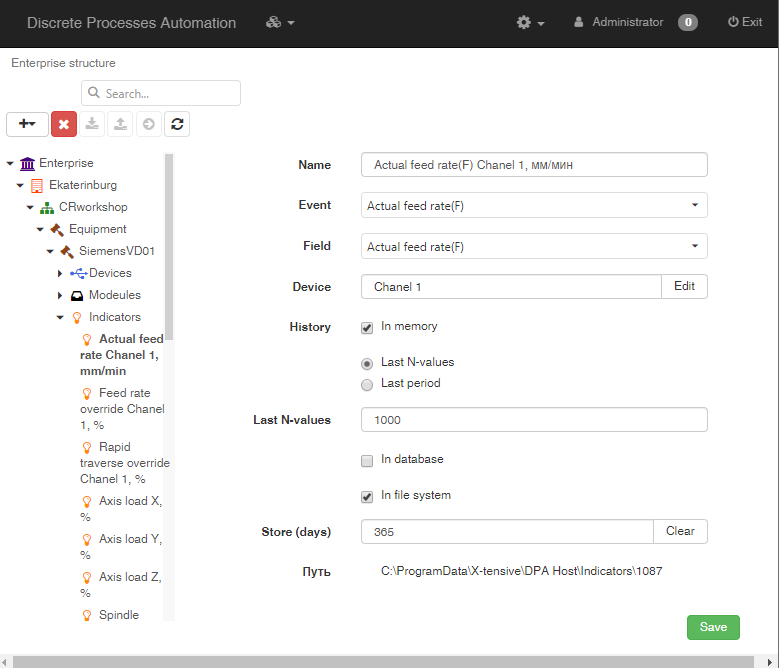 Discrete Processes Automation
Administrator 0 Exit
Enterprise structure
Search...
Enterprise
Ekaterinburg
CRworkshop
Equipment
SiemensVD01
Devices
Modeules
Indicators
Actual feed
rate Chanel 1,
mm/min
Feed rate
override Chanel
1, %
Rapid
traverse override
Chanel 1, %
Axis load X,
%
Axis load Y,
%
Axis load Z,
%
Spindle
Name Actual feed rate(F) Chanel 1, мм/мин
Event Actual feed rate(F)
Field Actual feed rate(F)
Device Chanel 1 Edit
History In memory
Last N-values
Last period
Last N-values 1000
In database
In file system
Store (days) 365 Clear
Путь C:\ProgramData\X-tensive\DPA Host\Indicators\1087
Save